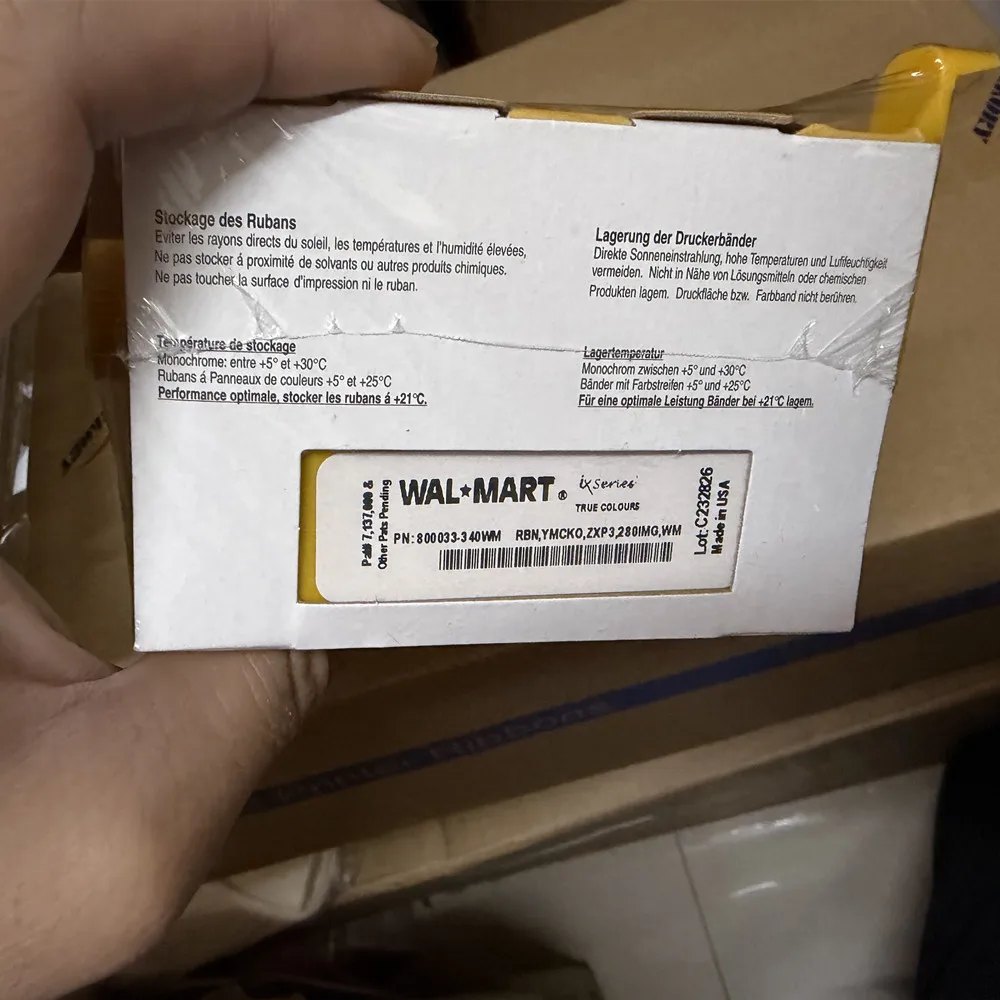 Stockage des Rubans
Eviter les rayons directs du soleil, les températures et l'humidité élevées,
Ne pas stocker á proximité de solvants ou autres produits chimiques.
Ne pas toucher la surface d'impression ni le ruban.
Température de stockage
Monochrome: entre +5° et +30°C
Rubans á Panneaux de couleurs +5° et +25°C
Performance optimale, stocker les rubans á +21°C.
Lagerung der Druckerbänder
Direkte Sonneneinstrahlung, hohe Temperaturen und Luftfeuchtigkeit
vermeiden. Nicht in Nähe von Lösungsmitteln oder chemischen
Produkten lagern. Druckfläche bzw. Farbband nicht berühren.
Lagertemperatur
Monochrom zwischen +5° und +30°C
Bänder mit Farbstreifen +5° und +25°C
Für eine optimale Leistung Bänder bei +21°C lagern.
Pat# 7,137,000 &
Other Pats Pending
WAL★MART®
ix Series
TRUE COLOURS
PN: 800033-340WM RBN,YMCKO,ZXP3,280IMG,WM
Lot: C232826
Made in USA
Printer Ribbons